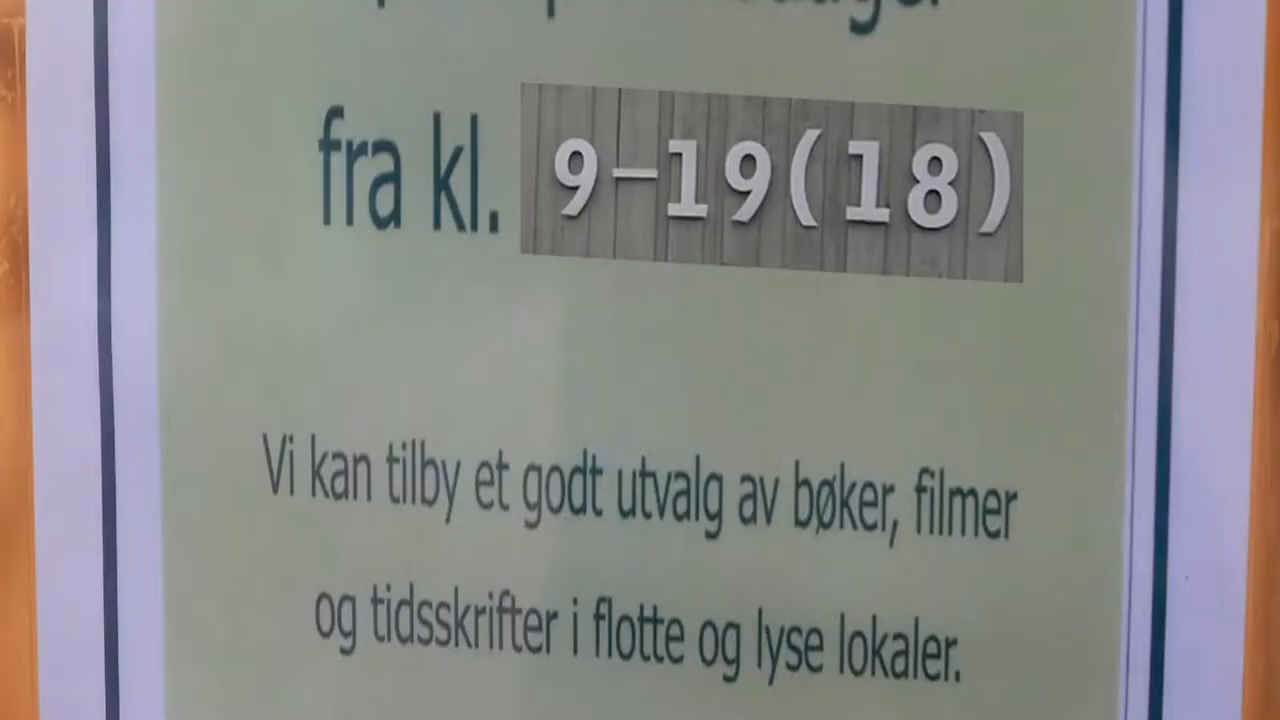 fra kl. 9-19(18)
Vi kan tilby et godt utvalg av bøker, filmer
og tidsskrifter i flotte og lyse lokaler.